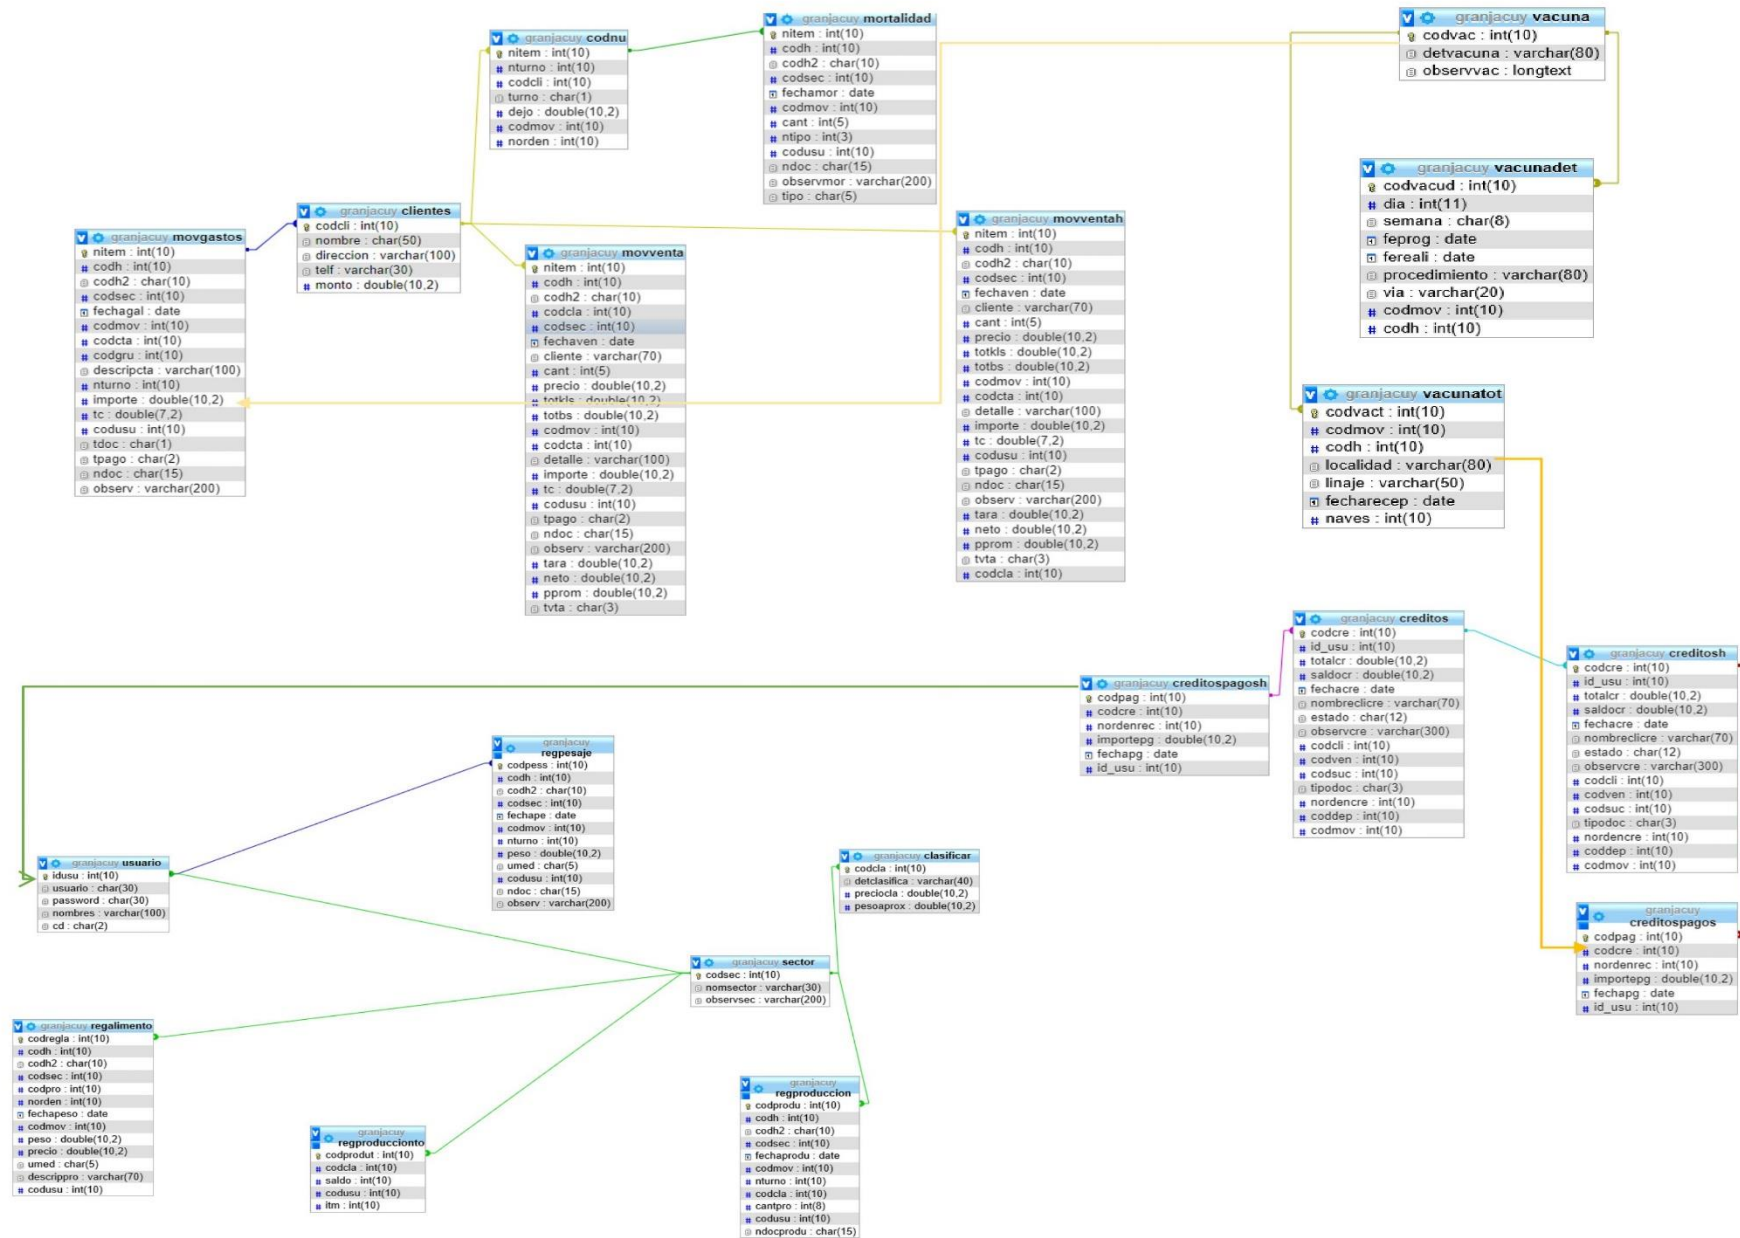 granjacuy codnu
nitem : int(10)
nturno : int(10)
codcli : int(10)
turno : char(1)
dejo : double(10,2)
codmov : int(10)
norden : int(10)
granjacuy mortalidad
nitem : int(10)
codh : int(10)
codh2 : char(10)
codsec : int(10)
fechamor : date
codmov : int(10)
cant : int(5)
ntipo : int(3)
codusu : int(10)
ndoc : char(15)
observmor : varchar(200)
tipo : char(5)
granjacuy vacuna
codvac : int(10)
detvacuna : varchar(80)
observvac : longtext
granjacuy vacunadet
codvacud : int(10)
dia : int(11)
semana : char(8)
feprog : date
fereali : date
procedimiento : varchar(80)
via : varchar(20)
codmov : int(10)
codh : int(10)
granjacuy clientes
codcli : int(10)
nombre : char(50)
direccion : varchar(100)
telf : varchar(30)
monto : double(10,2)
granjacuy movgastos
nitem : int(10)
codh : int(10)
codh2 : char(10)
codsec : int(10)
fechagal : date
codmov : int(10)
codcta : int(10)
codgru : int(10)
descripcta : varchar(100)
nturno : int(10)
importe : double(10,2)
tc : double(7,2)
codusu : int(10)
tdoc : char(1)
tpago : char(2)
ndoc : char(15)
observ : varchar(200)
granjacuy movventa
nitem : int(10)
codh : int(10)
codh2 : char(10)
codcla : int(10)
codsec : int(10)
fechaven : date
cliente : varchar(70)
cant : int(5)
precio : double(10,2)
totkls : double(10,2)
totbs : double(10,2)
codmov : int(10)
codcta : int(10)
detalle : varchar(100)
importe : double(10,2)
tc : double(7,2)
codusu : int(10)
tpago : char(2)
ndoc : char(15)
observ : varchar(200)
tara : double(10,2)
neto : double(10,2)
pprom : double(10,2)
tvta : char(3)
granjacuy movventah
nitem : int(10)
codh : int(10)
codh2 : char(10)
codsec : int(10)
fechaven : date
cliente : varchar(70)
cant : int(5)
precio : double(10,2)
totkls : double(10,2)
totbs : double(10,2)
codmov : int(10)
codcta : int(10)
detalle : varchar(100)
importe : double(10,2)
tc : double(7,2)
codusu : int(10)
tpago : char(2)
ndoc : char(15)
observ : varchar(200)
tara : double(10,2)
neto : double(10,2)
pprom : double(10,2)
tvta : char(3)
codcla : int(10)
granjacuy vacunatot
codvact : int(10)
codmov : int(10)
codh : int(10)
localidad : varchar(80)
linaje : varchar(50)
fecharecep : date
naves : int(10)
granjacuy creditos
codcre : int(10)
id_usu : int(10)
totalcr : double(10,2)
saldocr : double(10,2)
fechacre : date
nombreclicre : varchar(70)
estado : char(12)
observcre : varchar(300)
codcli : int(10)
codven : int(10)
codsuc : int(10)
tipodoc : char(3)
nordencre : int(10)
coddep : int(10)
codmov : int(10)
granjacuy creditosh
codcre : int(10)
id_usu : int(10)
totalcr : double(10,2)
saldocr : double(10,2)
fechacre : date
nombreclicre : varchar(70)
estado : char(12)
observcre : varchar(300)
codcli : int(10)
codven : int(10)
codsuc : int(10)
tipodoc : char(3)
nordencre : int(10)
coddep : int(10)
codmov : int(10)
granjacuy creditospagosh
codpag : int(10)
codcre : int(10)
nordenrec : int(10)
importepg : double(10,2)
fechapg : date
id_usu : int(10)
granjacuy
regpesaje
codpess : int(10)
codh : int(10)
codh2 : char(10)
codsec : int(10)
fechape : date
codmov : int(10)
nturno : int(10)
peso : double(10,2)
umed : char(5)
codusu : int(10)
ndoc : char(15)
observ : varchar(200)
granjacuy usuario
idusu : int(10)
usuario : char(30)
password : char(30)
nombres : varchar(100)
cd : char(2)
granjacuy clasificar
codcla : int(10)
detclasifica : varchar(40)
preciocla : double(10,2)
pesoaprox : double(10,2)
granjacuy
creditospagos
codpag : int(10)
codcre : int(10)
nordenrec : int(10)
importepg : double(10,2)
fechapg : date
id_usu : int(10)
granjacuy sector
codsec : int(10)
nomsector : varchar(30)
observsec : varchar(200)
granjacuy regalimento
codregla : int(10)
codh : int(10)
codh2 : char(10)
codsec : int(10)
codpro : int(10)
norden : int(10)
fechapeso : date
codmov : int(10)
peso : double(10,2)
precio : double(10,2)
umed : char(5)
descrippro : varchar(70)
codusu : int(10)
granjacuy
regproduccionto
codprodut : int(10)
codcla : int(10)
saldo : int(10)
codusu : int(10)
itm : int(10)
granjacuy
regproduccion
codprodu : int(10)
codh : int(10)
codh2 : char(10)
codsec : int(10)
fechaprodu : date
codmov : int(10)
nturno : int(10)
codcla : int(10)
cantpro : int(8)
codusu : int(10)
ndocprodu : char(15)